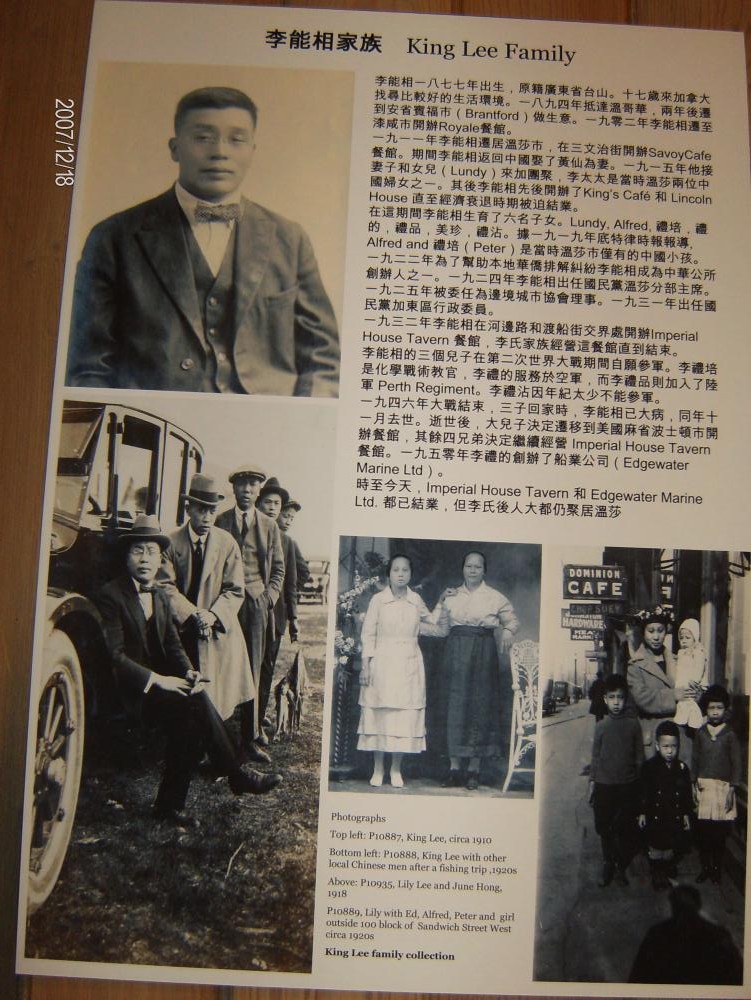 李能相家族 King Lee Family
李能相一八七七年出生，原籍廣東省台山。十七歲來加拿大
找尋比較好的生活環境。一八九四年抵達溫哥華，兩年後遷
到安省賓福市（Brantford）做生意。一九零二年李能相遷至
漆咸市開辦Royale餐館。
一九一一年李能相遷居溫莎市，在三文治街開辦SavoyCafe
餐館。期間李能相返回中國娶了黃仙為妻。一九一五年他接
妻子和女兒（Lundy）來加團聚，李太太是當時溫莎兩位中
國婦女之一。其後李能相先後開辦了King's Café 和 Lincoln
House 直至經濟衰退時期被迫結業。
在這期間李能相生育了六名子女。Lundy, Alfred, 禮培，禮
的，禮品，美珍，禮沾。據一九一九年底特律時報報導，
Alfred and 禮培（Peter）是當時溫莎市僅有的中國小孩。
一九二二年為了幫助本地華僑排解糾紛李能相成為中華公所
創辦人之一。一九二四年李能相出任國民黨溫莎分部主席。
一九二五年被委任為邊境城市協會理事。一九三一年出任國
民黨加東區行政委員。
一九三二年李能相在河邊路和渡船街交界處開辦Imperial
House Tavern 餐館，李氏家族經營這餐館直到結束。
李能相的三個兒子在第二次世界大戰期間自願參軍。李禮培
是化學戰術教官，李禮的服務於空軍，而李禮品則加入了陸
軍 Perth Regiment。李禮沾因年紀太少不能參軍。
一九四六年大戰結束，三子回家時，李能相已大病，同年十
一月去世。逝世後，大兒子決定遷移到美國麻省波士頓市開
辦餐館，其餘四兄弟決定繼續經營 Imperial House Tavern
餐館。一九五零年李禮的創辦了船業公司（Edgewater
Marine Ltd）。
時至今天，Imperial House Tavern 和 Edgewater Marine
Ltd. 都已結業，但李氏後人大都仍聚居溫莎
DOMINION
CAFE
CHOP SUEY
HARDWARE
Photographs
Top left: P10887, King Lee, circa 1910
Bottom left: P10888, King Lee with other
local Chinese men after a fishing trip ,1920s
Above: P10935, Lily Lee and June Hong,
1918
P10889, Lily with Ed, Alfred, Peter and girl
outside 100 block of Sandwich Street West
circa 1920s
King Lee family collection
2007/12/18